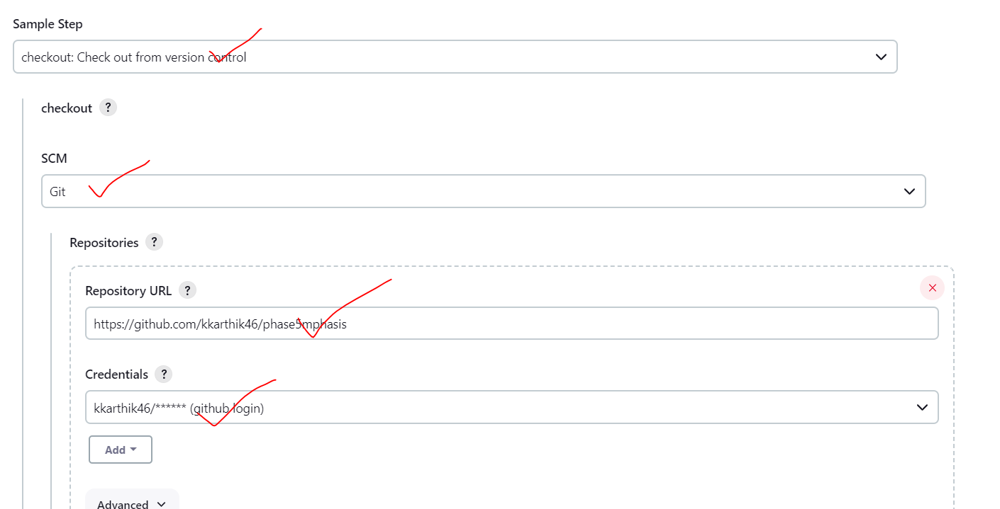 Sample Step
checkout: Check out from version control
checkout ?
SCM
Git
Repositories ?
Repository URL ?
https://github.com/kkarthik46/phase5mphasis
Credentials ?
kkarthik46/****** (github login)
Add
Advanced